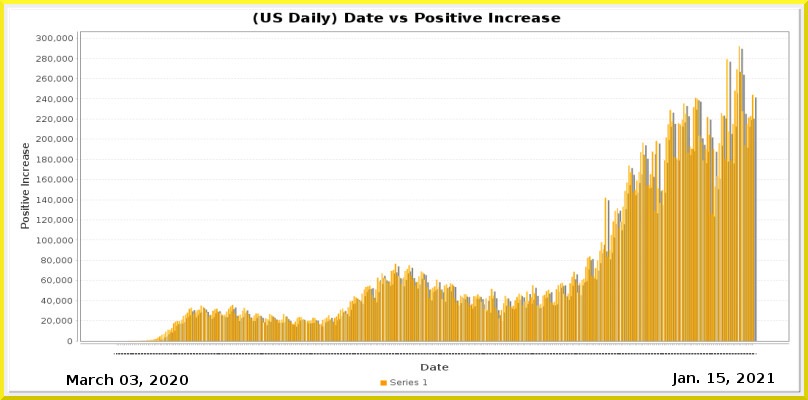 (US Daily) Date vs Positive Increase
300,000
280,000
260,000
240,000
220,000
200,000
180,000
160,000
140,000
120,000
100,000
80,000
60,000
40,000
20,000
0
Positive Increase
Date
March 03, 2020
Jan. 15, 2021
Series 1